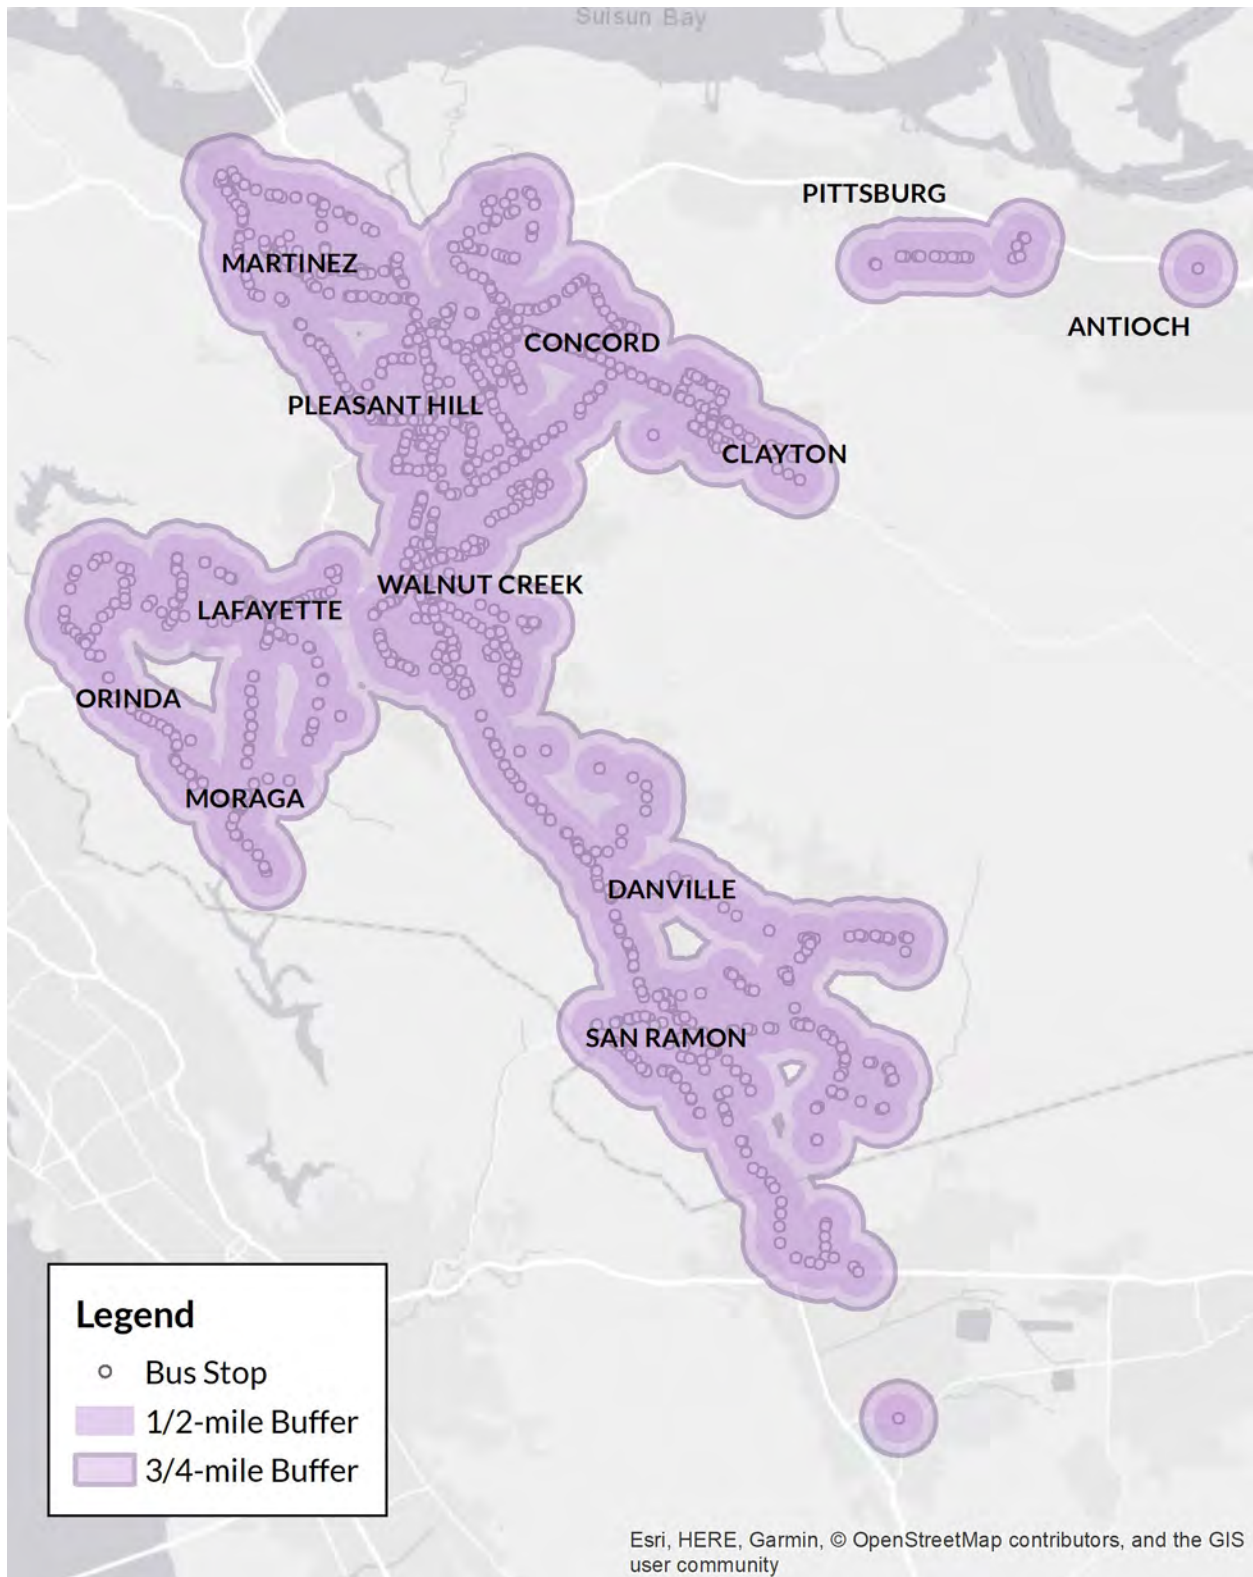 Suisun Bay
PITTSBURG
MARTINEZ
ANTIOCH
CONCORD
PLEASANT HILL
CLAYTON
WALNUT CREEK
LAFAYETTE
ORINDA
MORAGA
DANVILLE
SAN RAMON
Legend
Bus Stop
1/2-mile Buffer
3/4-mile Buffer
Esri, HERE, Garmin, © OpenStreetMap contributors, and the GIS
user community